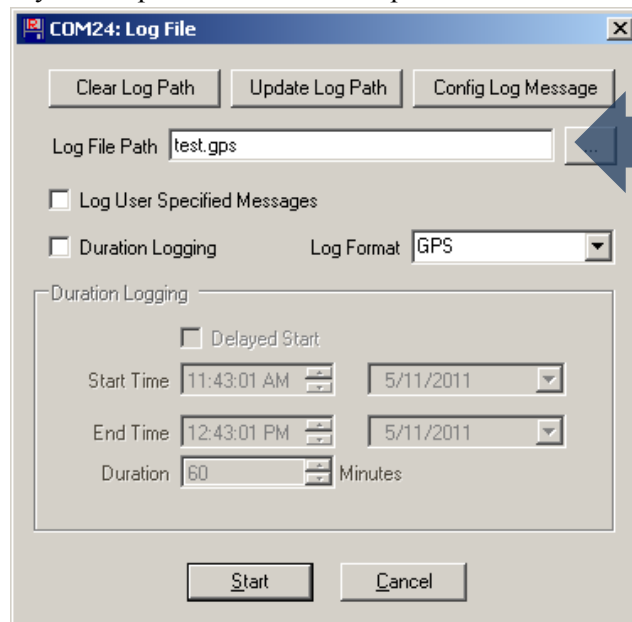 COM24: Log File
Clear Log Path Update Log Path Config Log Message
Log File Path test.gps ...
Log User Specified Messages
Duration Logging Log Format GPS
Duration Logging
Delayed Start
Start Time 11:43:01 AM 5/11/2011
End Time 12:43:01 PM 5/11/2011
Duration 60 Minutes
Start Cancel